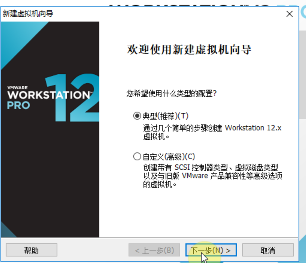 新建虚拟机向导
VMWARE
WORKSTATION
PRO
12
欢迎使用新建虚拟机向导
您希望使用什么类型的配置?
典型(推荐)(T)
通过几个简单的步骤创建 Workstation 12.x
虚拟机。
自定义(高级)(C)
创建带有 SCSI 控制器类型、虚拟磁盘类型
以及与旧版 VMware 产品兼容性等高级选项
的虚拟机。
帮助
< 上一步(B)
下一步(N) >
取消